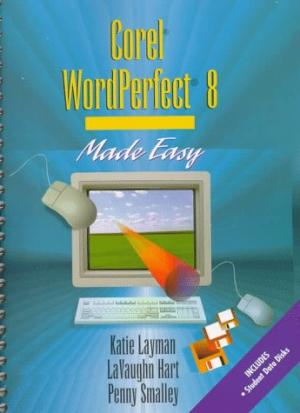 Corel®
WordPerfect® 8
Made Easy
Katie Layman
LaVaughn Hart
Penny Smalley
INCLUDES
• Student Data Disks